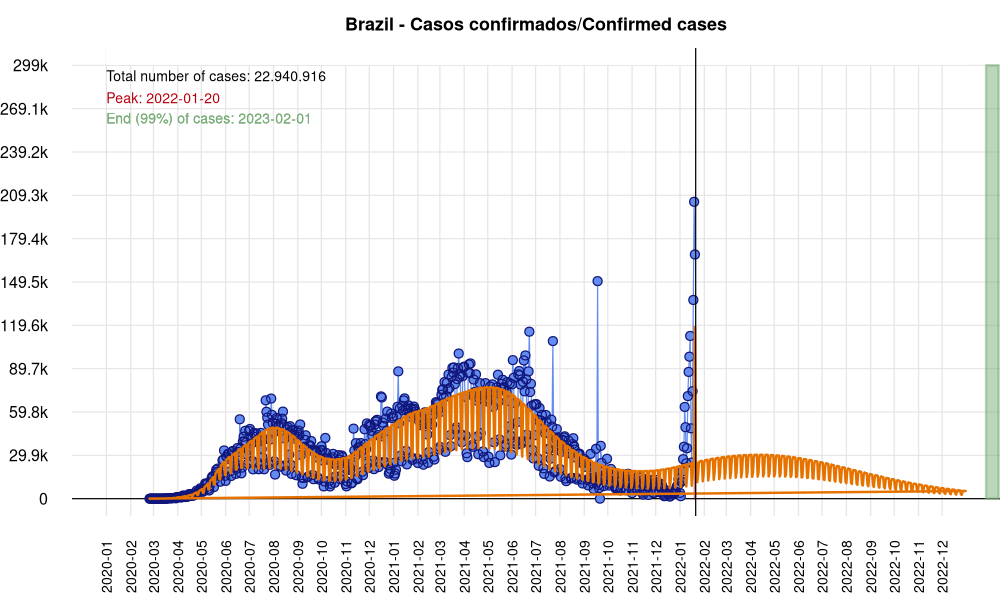 Brazil - Casos confirmados/Confirmed cases
299k
269.1k
239.2k
209.3k
179.4k
149.5k
119.6k
89.7k
59.8k
29.9k
0
Total number of cases: 22.940.916
Peak: 2022-01-20
End (99%) of cases: 2023-02-01
2020-01
2020-02
2020-03
2020-04
2020-05
2020-06
2020-07
2020-08
2020-09
2020-10
2020-11
2020-12
2021-01
2021-02
2021-03
2021-04
2021-05
2021-06
2021-07
2021-08
2021-09
2021-10
2021-11
2021-12
2022-01
2022-02
2022-03
2022-04
2022-05
2022-06
2022-07
2022-08
2022-09
2022-10
2022-11
2022-12